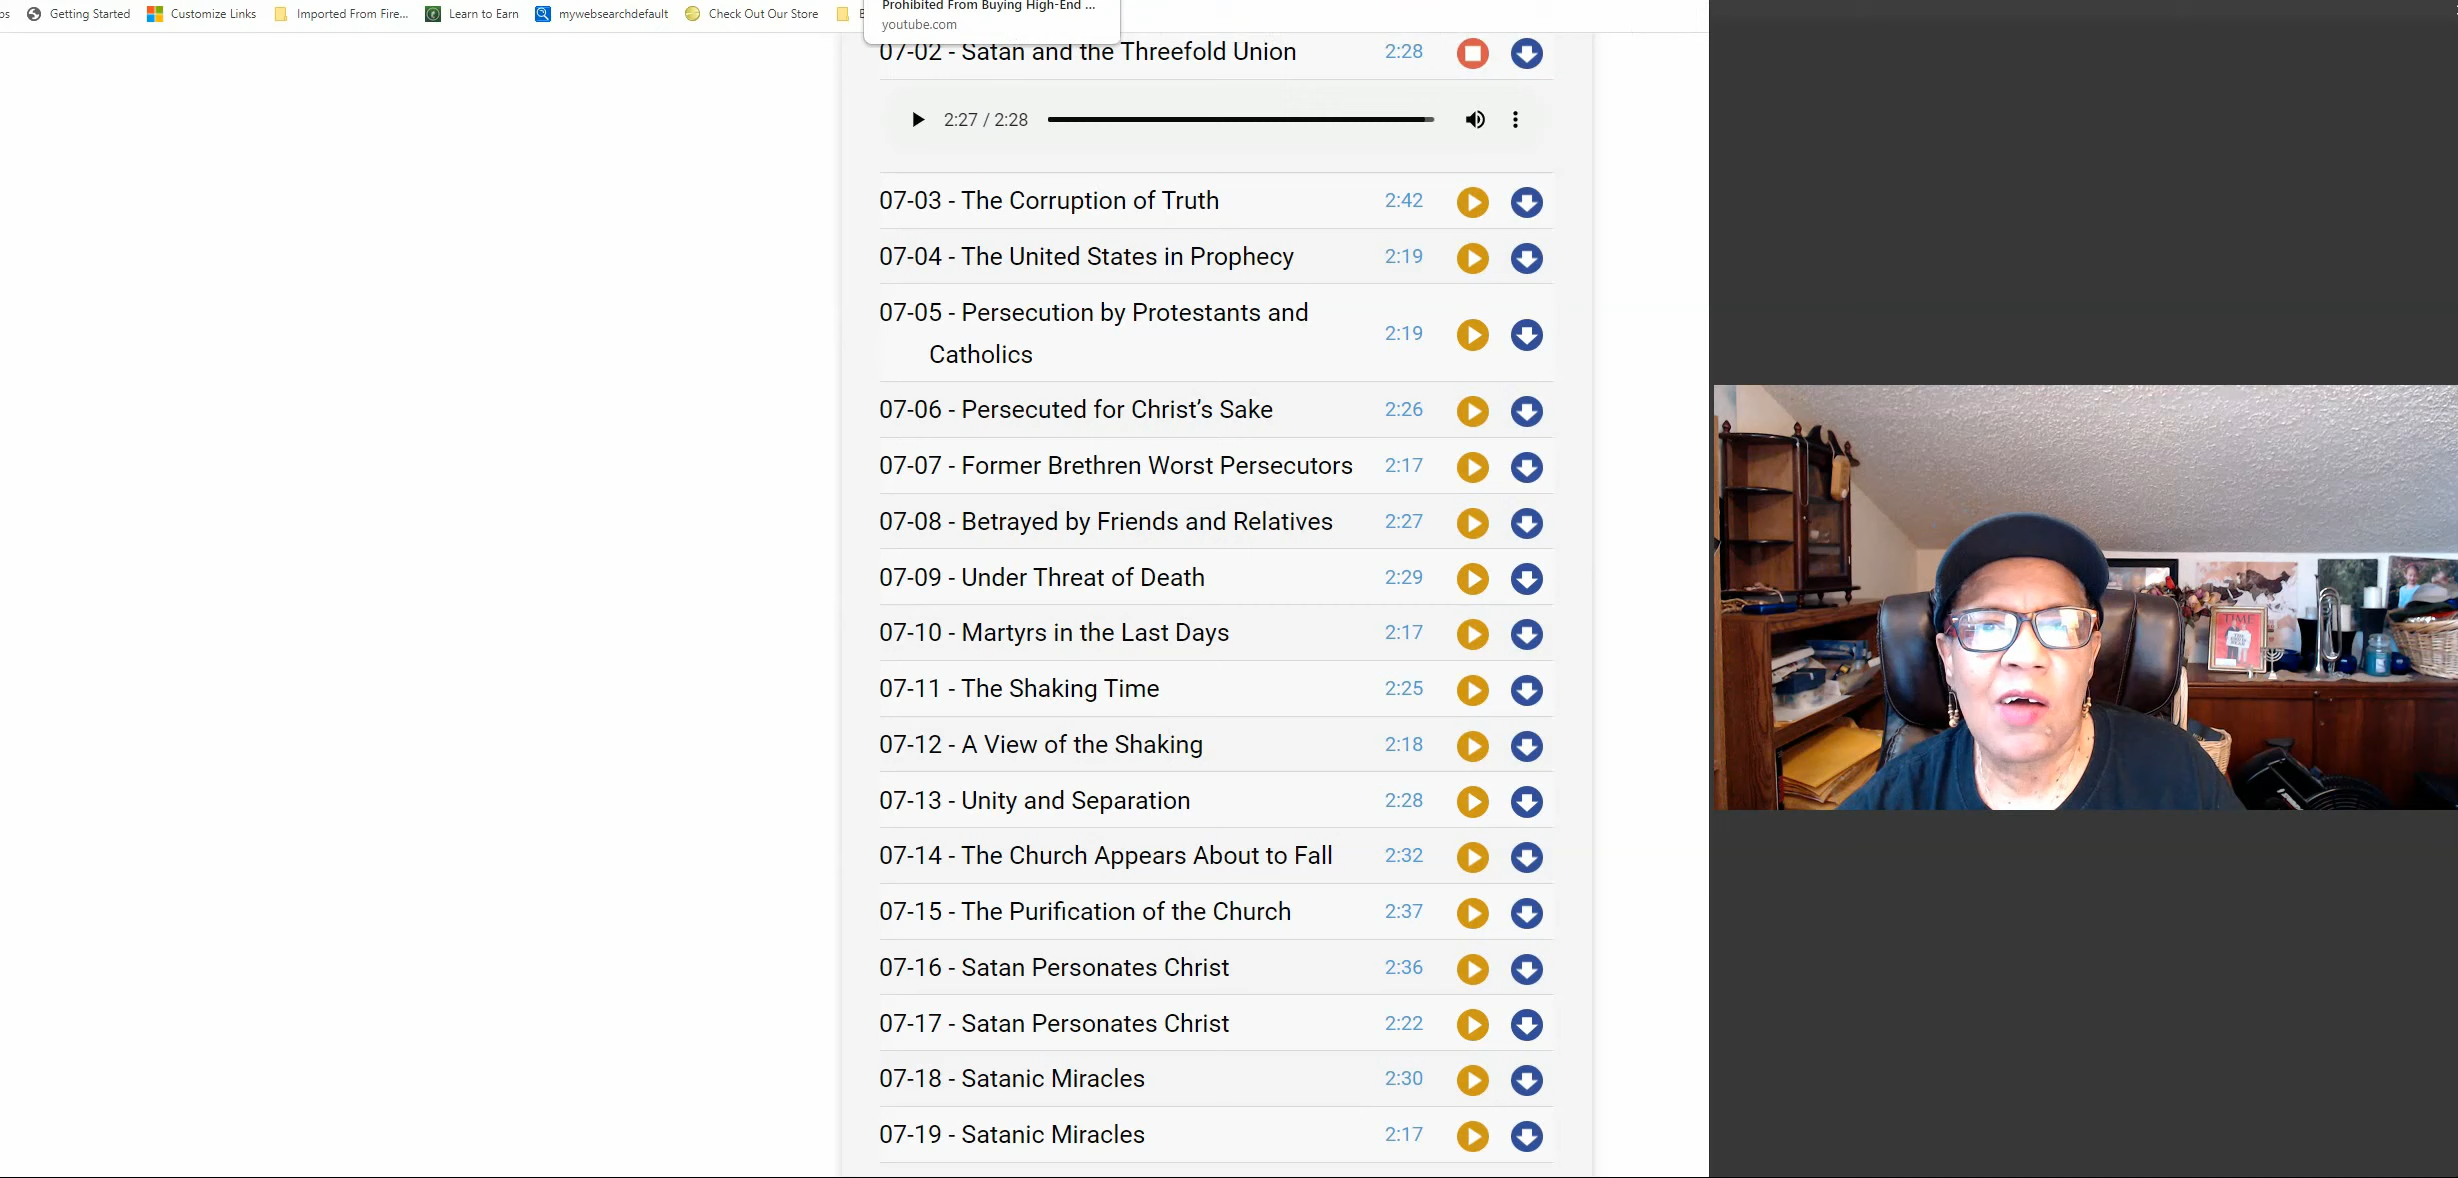 ps
Getting Started
Customize Links
Imported From Fire...
Learn to Earn
mywebsearchdefault
Check Out Our Store
Prohibited From Buying High-End ...
youtube.com
07-02 - Satan and the Threefold Union 2:28
2:27 / 2:28
07-03 - The Corruption of Truth 2:42
07-04 - The United States in Prophecy 2:19
07-05 - Persecution by Protestants and
Catholics 2:19
07-06 - Persecuted for Christ’s Sake 2:26
07-07 - Former Brethren Worst Persecutors 2:17
07-08 - Betrayed by Friends and Relatives 2:27
07-09 - Under Threat of Death 2:29
07-10 - Martyrs in the Last Days 2:17
07-11 - The Shaking Time 2:25
07-12 - A View of the Shaking 2:18
07-13 - Unity and Separation 2:28
07-14 - The Church Appears About to Fall 2:32
07-15 - The Purification of the Church 2:37
07-16 - Satan Personates Christ 2:36
07-17 - Satan Personates Christ 2:22
07-18 - Satanic Miracles 2:30
07-19 - Satanic Miracles 2:17
TIME